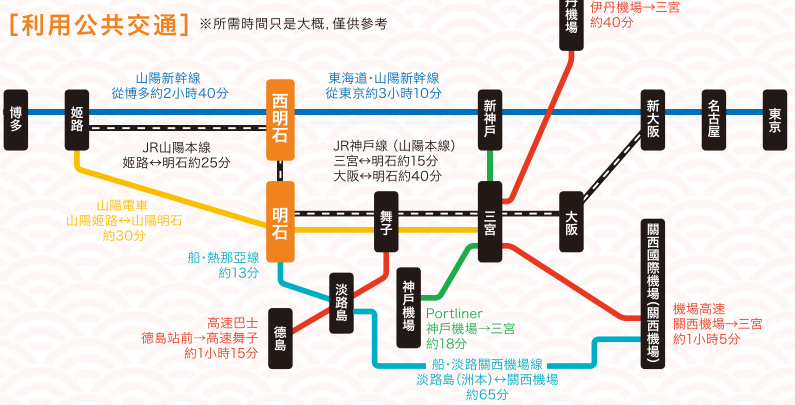 [利用公共交通]
※所需時間只是大概,僅供參考
丹機場
伊丹機場→三宮
約40分
山陽新幹線
從博多約2小時40分
東海道・山陽新幹線
從東京約3小時10分
博多
姬路
西明石
新神戶
新大阪
名古屋
東京
JR山陽本線
姬路↔明石約25分
JR神戶線(山陽本線)
三宮↔明石約15分
大阪↔明石約40分
山陽電車
山陽姬路↔山陽明石
約30分
明石
舞子
三宮
大阪
船・熱那亞線
約13分
淡路島
神戶機場
關西國際機場(關西機場)
德島
高速巴士
德島站前→高速舞子
約1小時15分
Portliner
神戶機場→三宮
約18分
機場高速
關西機場→三宮
約1小時5分
船・淡路關西機場線
淡路島(洲本)↔關西機場
約65分